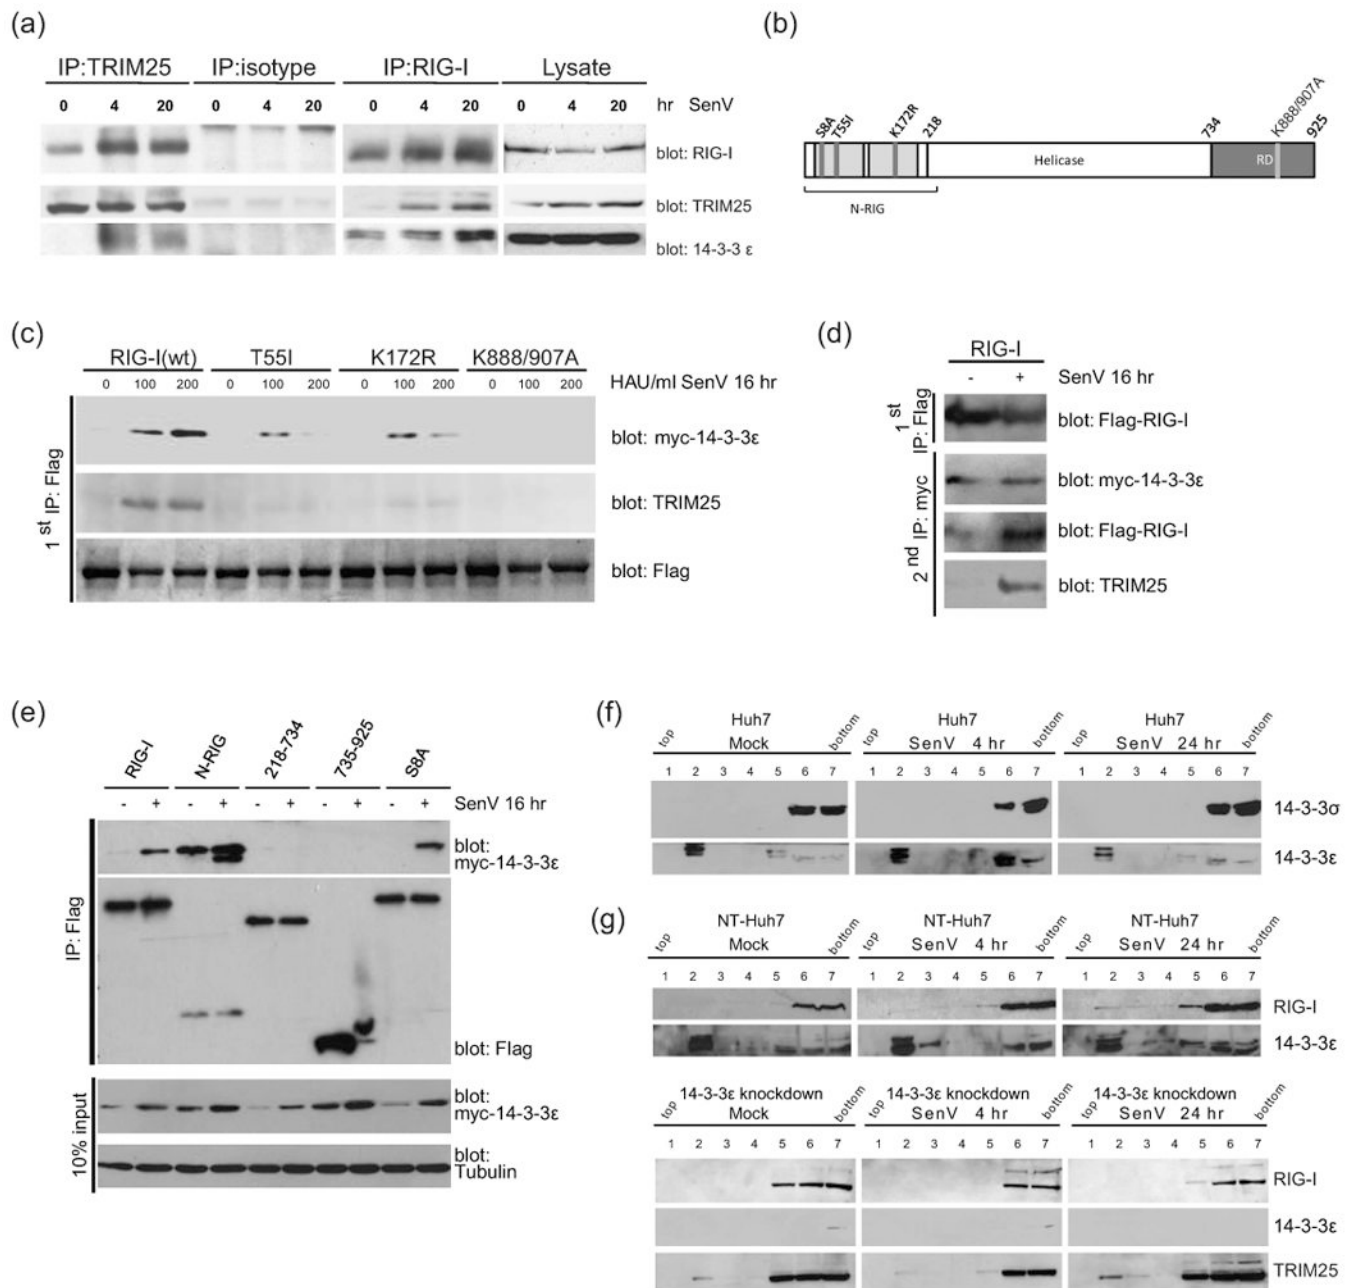 (a)
IP:TRIM25 IP:isotype IP:RIG-I Lysate
0 4 20 0 4 20 0 4 20 0 4 20 hr SenV
blot: RIG-I
blot: TRIM25
blot: 14-3-3 ε
(b)
S8A T55I K172R 218 734 K888/907A 925
Helicase RD
N-RIG
(c)
RIG-I(wt) T55I K172R K888/907A
0 100 200 0 100 200 0 100 200 0 100 200 HAU/ml SenV 16 hr
1st IP: Flag
blot: myc-14-3-3ε
blot: TRIM25
blot: Flag
(d)
RIG-I
- + SenV 16 hr
1st IP: Flag
blot: Flag-RIG-I
2nd IP: myc
blot: myc-14-3-3ε
blot: Flag-RIG-I
blot: TRIM25
(e)
RIG-I N-RIG 218-734 735-925 S8A
- + - + - + - + - + SenV 16 hr
IP: Flag
blot:
myc-14-3-3ε
blot: Flag
10% input
blot:
myc-14-3-3ε
blot:
Tubulin
(f)
Huh7 Huh7 Huh7
top Mock bottom top SenV 4 hr bottom top SenV 24 hr bottom
1 2 3 4 5 6 7 1 2 3 4 5 6 7 1 2 3 4 5 6 7
14-3-3σ
14-3-3ε
(g)
NT-Huh7 NT-Huh7 NT-Huh7
top Mock bottom top SenV 4 hr bottom top SenV 24 hr bottom
1 2 3 4 5 6 7 1 2 3 4 5 6 7 1 2 3 4 5 6 7
RIG-I
14-3-3ε
14-3-3ε knockdown 14-3-3ε knockdown 14-3-3ε knockdown
top Mock bottom top SenV 4 hr bottom top SenV 24 hr bottom
1 2 3 4 5 6 7 1 2 3 4 5 6 7 1 2 3 4 5 6 7
RIG-I
14-3-3ε
TRIM25